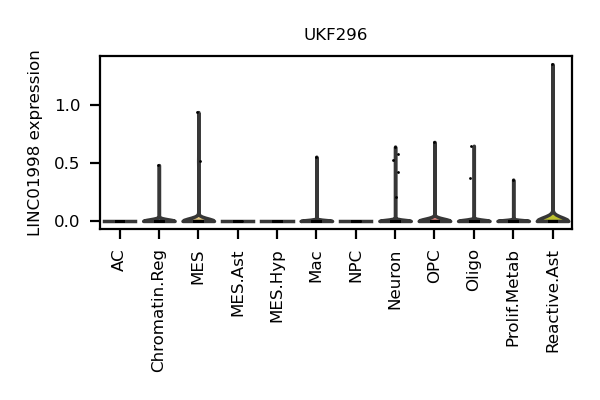 UKF296
LINC01998 expression
1.0
0.5
0.0
AC
Chromatin.Reg
MES
MES.Ast
MES.Hyp
Mac
NPC
Neuron
OPC
Oligo
Prolif.Metab
Reactive.Ast